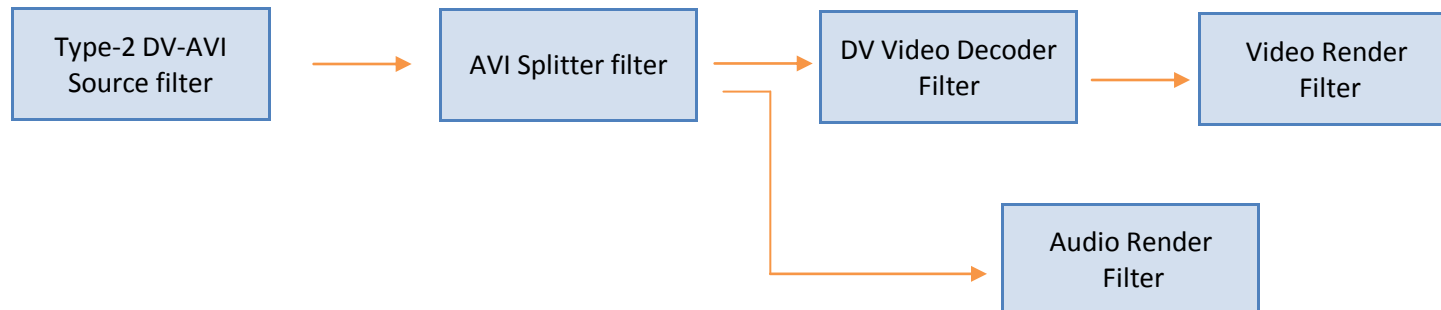 Type-2 DV-AVI
Source filter
AVI Splitter filter
DV Video Decoder
Filter
Video Render
Filter
Audio Render
Filter